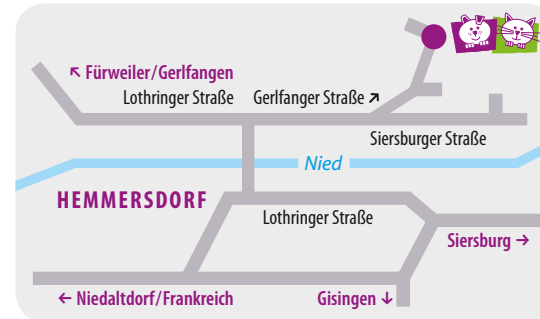 ↖ Fürweiler/Gerlfangen
Lothringer Straße
Gerlfanger Straße ↗
Siersburger Straße
Nied
HEMMERSDORF
Lothringer Straße
Siersburg →
← Niedaltdorf/Frankreich
Gisingen ↓